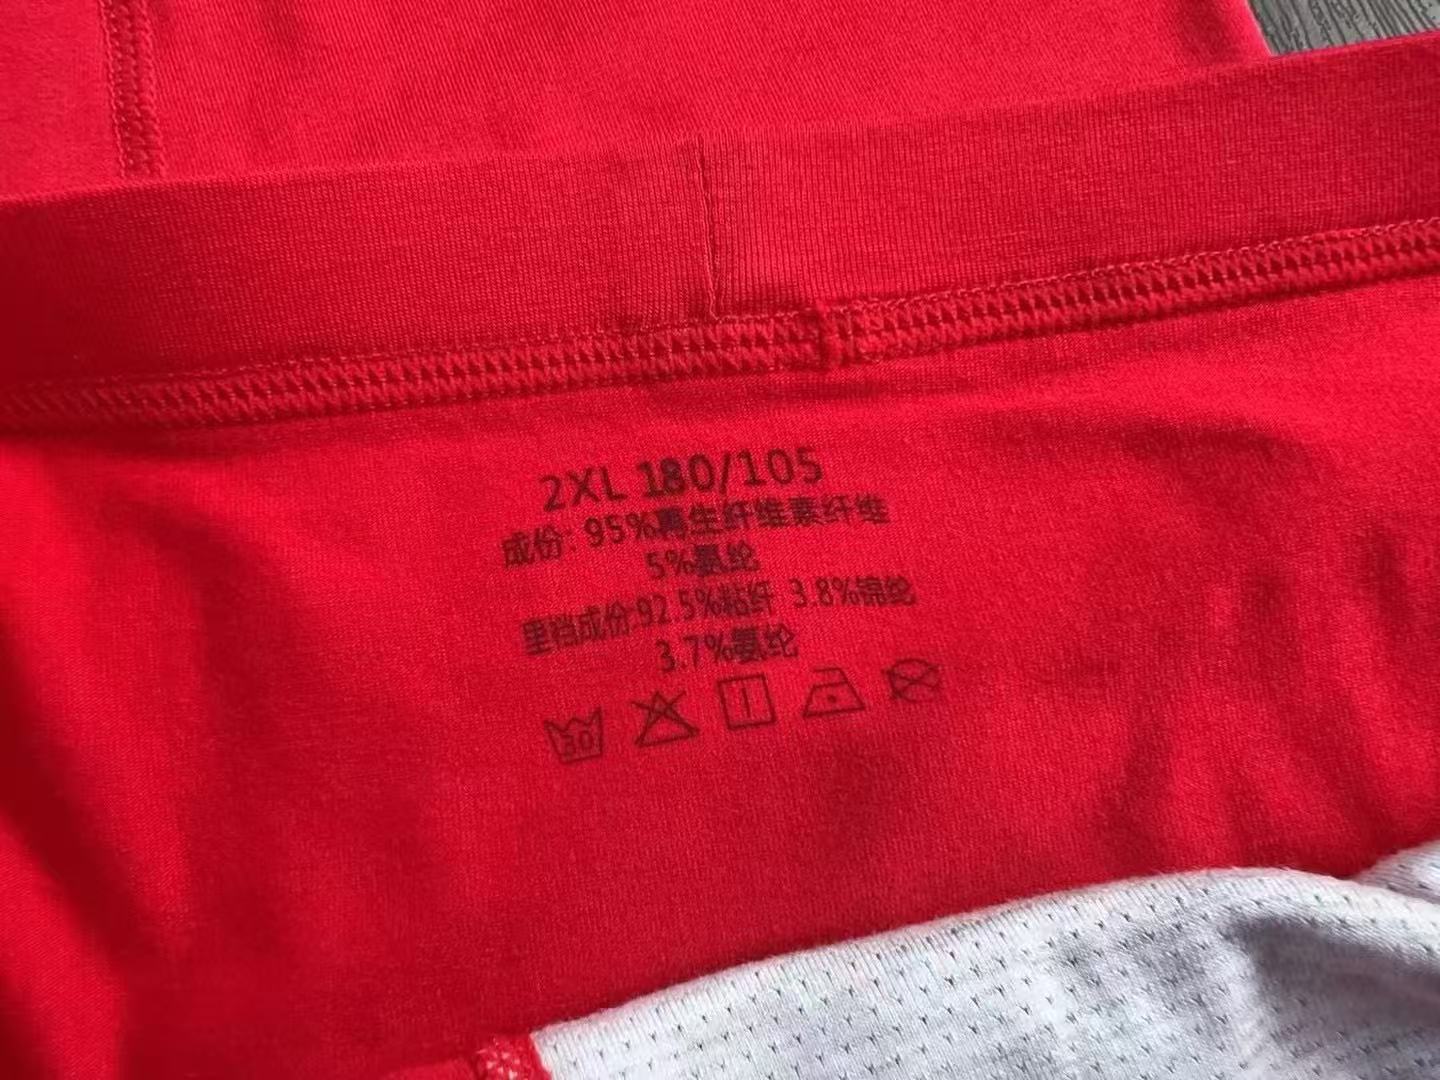 2XL 180/105
成份: 95%再生纤维素纤维
5%氨纶
里裆成份:92.5%粘纤 3.8%锦纶
3.7%氨纶
30